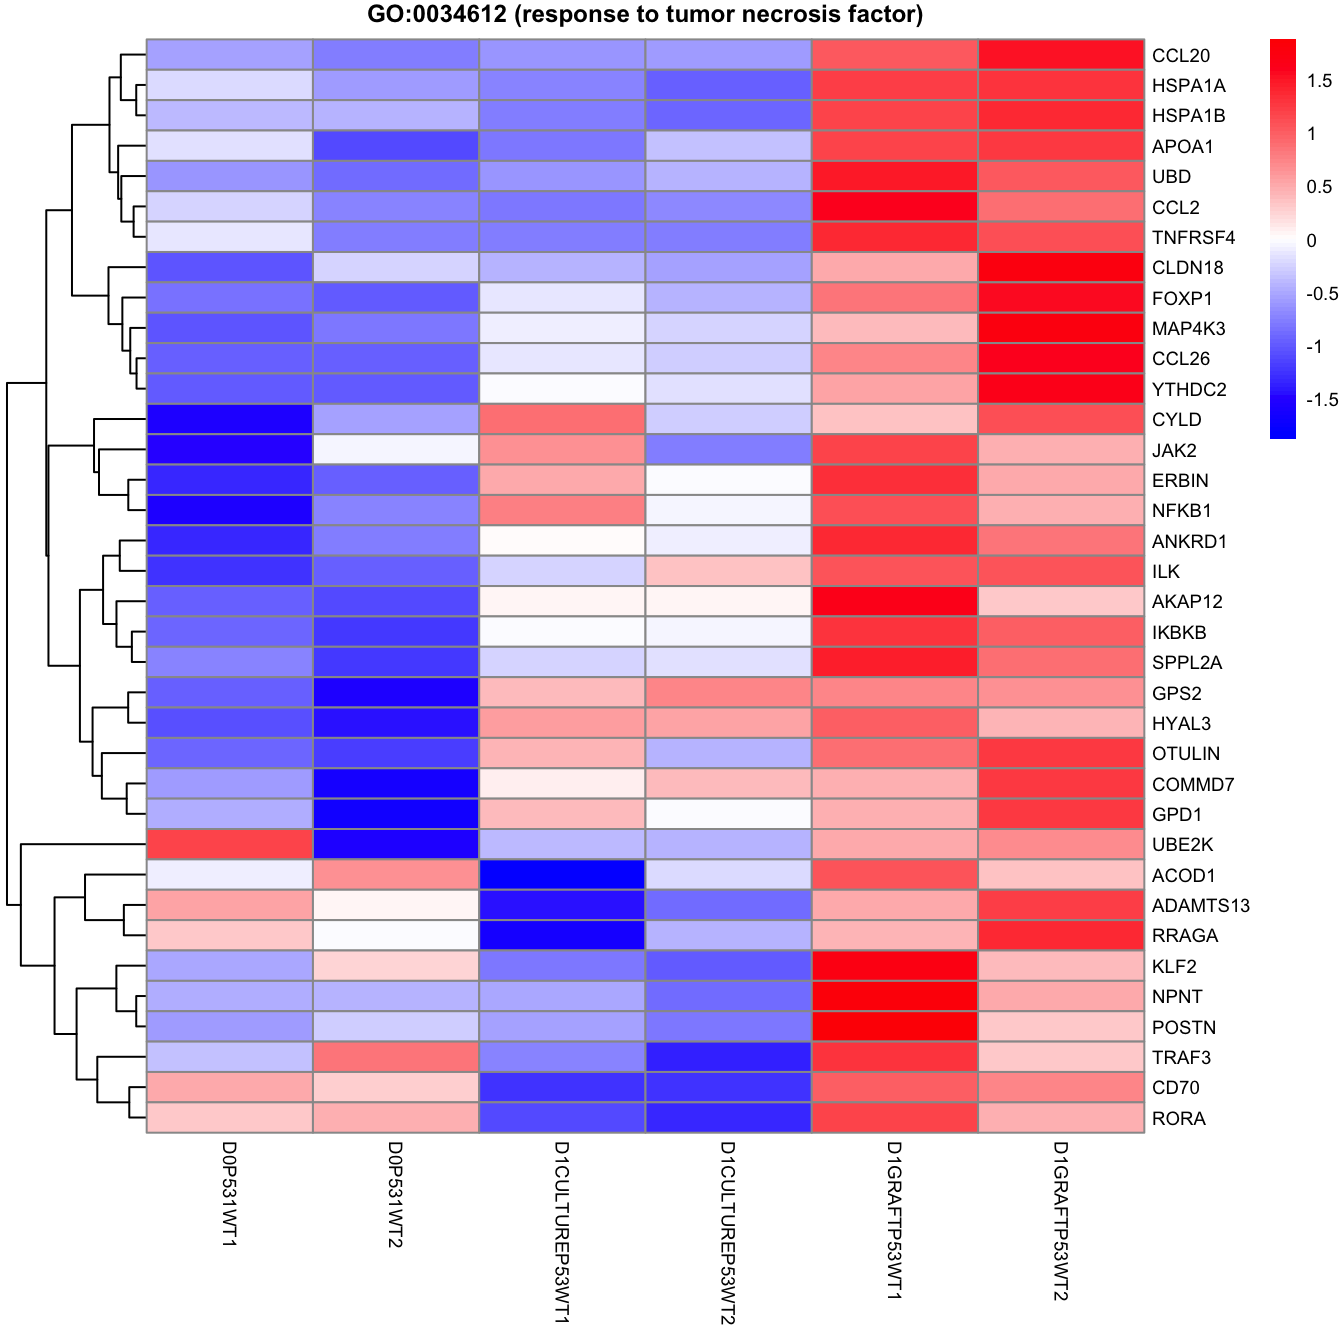 GO:0034612 (response to tumor necrosis factor)
CCL20
HSPA1A
HSPA1B
APOA1
UBD
CCL2
TNFRSF4
CLDN18
FOXP1
MAP4K3
CCL26
YTHDC2
CYLD
JAK2
ERBIN
NFKB1
ANKRD1
ILK
AKAP12
IKBKB
SPPL2A
GPS2
HYAL3
OTULIN
COMMD7
GPD1
UBE2K
ACOD1
ADAMTS13
RRAGA
KLF2
NPNT
POSTN
TRAF3
CD70
RORA
1.5
1
0.5
0
-0.5
-1
-1.5
D0P531WT1
D0P531WT2
D1CULTUREP53WT1
D1CULTUREP53WT2
D1GRAFTP53WT1
D1GRAFTP53WT2